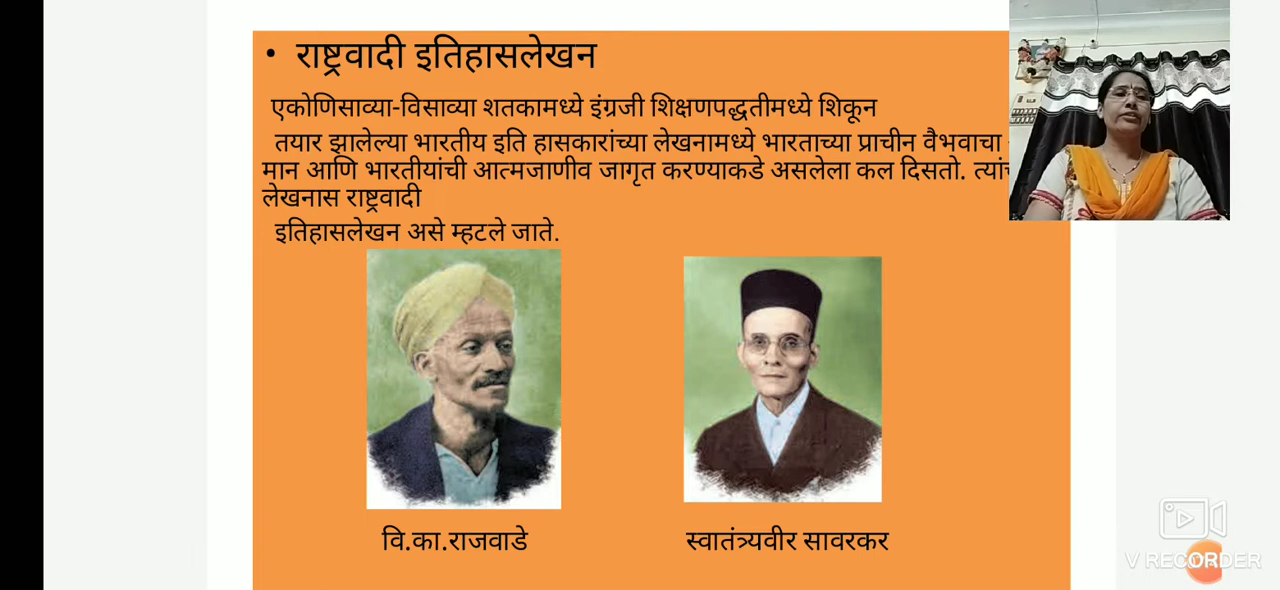 • राष्ट्रवादी इतिहासलेखन
एकोणिसाव्या-विसाव्या शतकामध्ये इंग्रजी शिक्षणपद्धतीमध्ये शिकून
तयार झालेल्या भारतीय इति हासकारांच्या लेखनामध्ये भारताच्या प्राचीन वैभवाचा
मान आणि भारतीयांची आत्मजाणीव जागृत करण्याकडे असलेला कल दिसतो.
लेखनास राष्ट्रवादी
इतिहासलेखन असे म्हटले जाते.
वि.का.राजवाडे
स्वातंत्र्यवीर सावरकर
V RECORDER